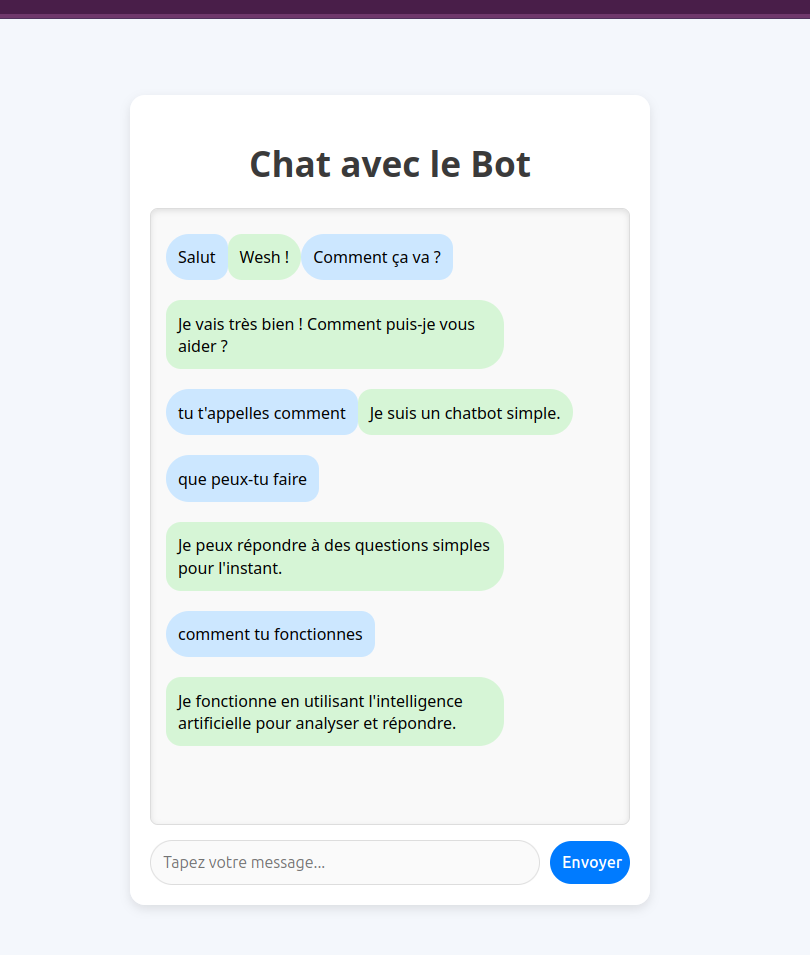 Chat avec le Bot
Salut
Wesh !
Comment ça va ?
Je vais très bien ! Comment puis-je vous
aider ?
tu t'appelles comment
Je suis un chatbot simple.
que peux-tu faire
Je peux répondre à des questions simples
pour l'instant.
comment tu fonctionnes
Je fonctionne en utilisant l'intelligence
artificielle pour analyser et répondre.
Tapez votre message...
Envoyer